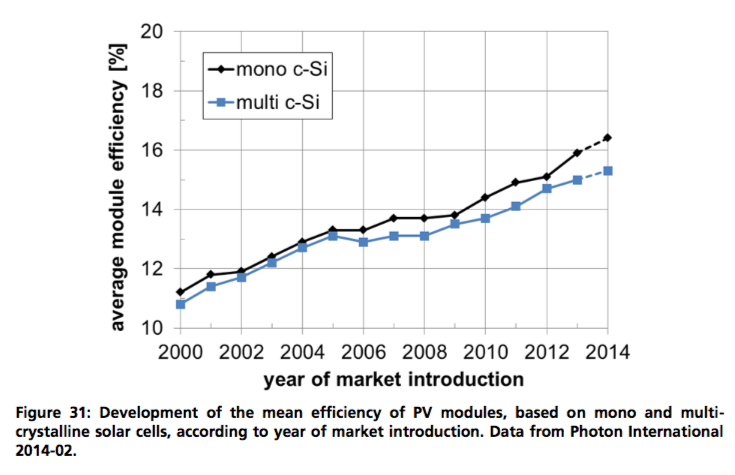 average module efficiency [%]
20
18
16
14
12
10
mono c-Si
multi c-Si
2000 2002 2004 2006 2008 2010 2012 2014
year of market introduction
Figure 31: Development of the mean efficiency of PV modules, based on mono and multi-
crystalline solar cells, according to year of market introduction. Data from Photon International
2014-02.